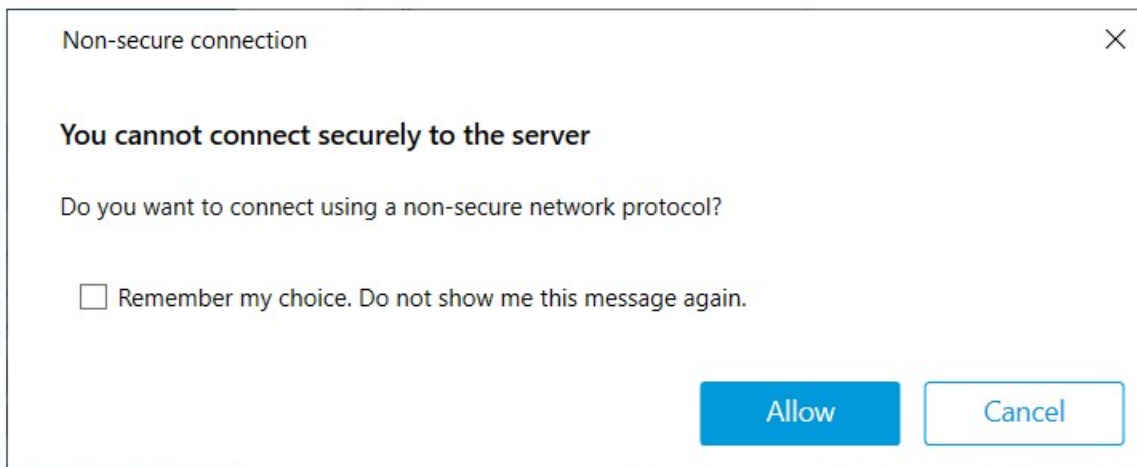 Non-secure connection
You cannot connect securely to the server
Do you want to connect using a non-secure network protocol?
Remember my choice. Do not show me this message again.
Allow
Cancel